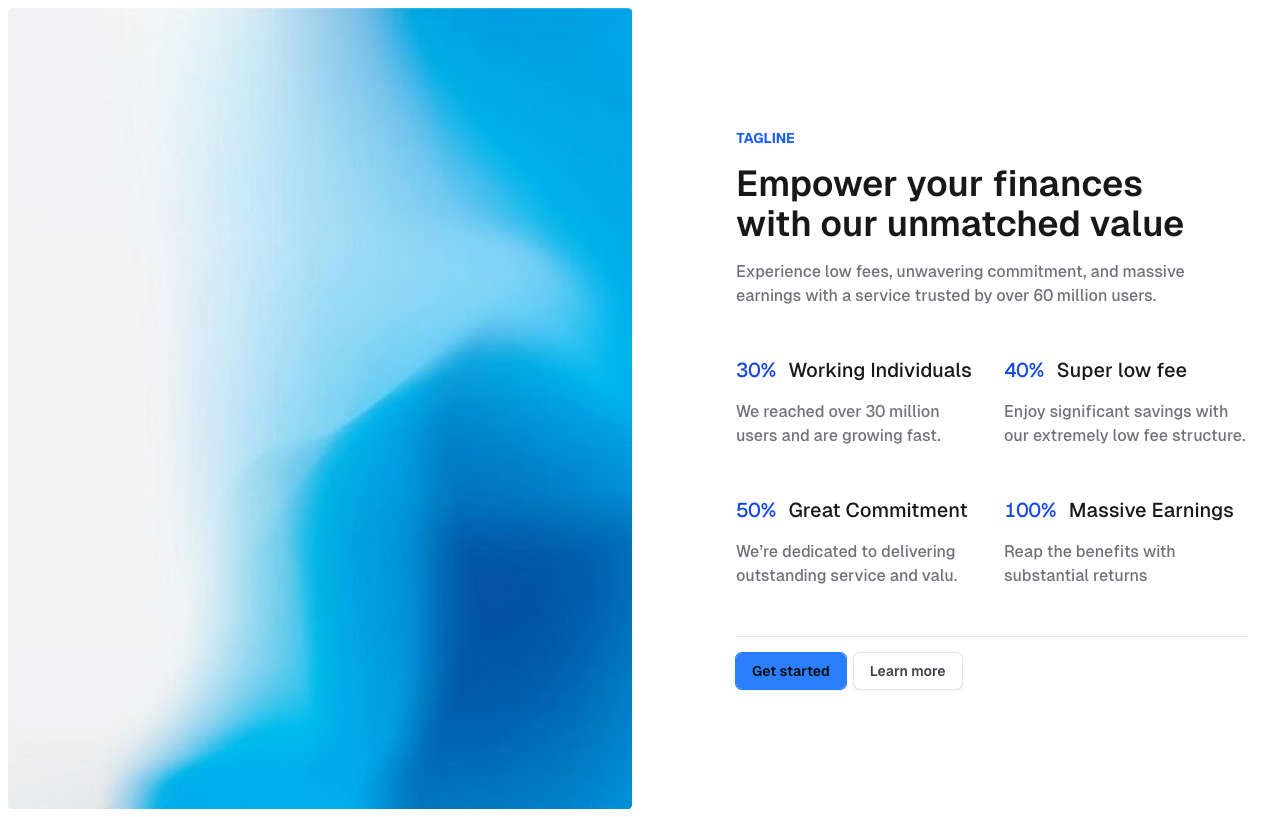 TAGLINE
Empower your finances
with our unmatched value
Experience low fees, unwavering commitment, and massive
earnings with a service trusted by over 60 million users.
30% Working Individuals
We reached over 30 million
users and are growing fast.
40% Super low fee
Enjoy significant savings with
our extremely low fee structure.
50% Great Commitment
We’re dedicated to delivering
outstanding service and valu.
100% Massive Earnings
Reap the benefits with
substantial returns
Get started
Learn more